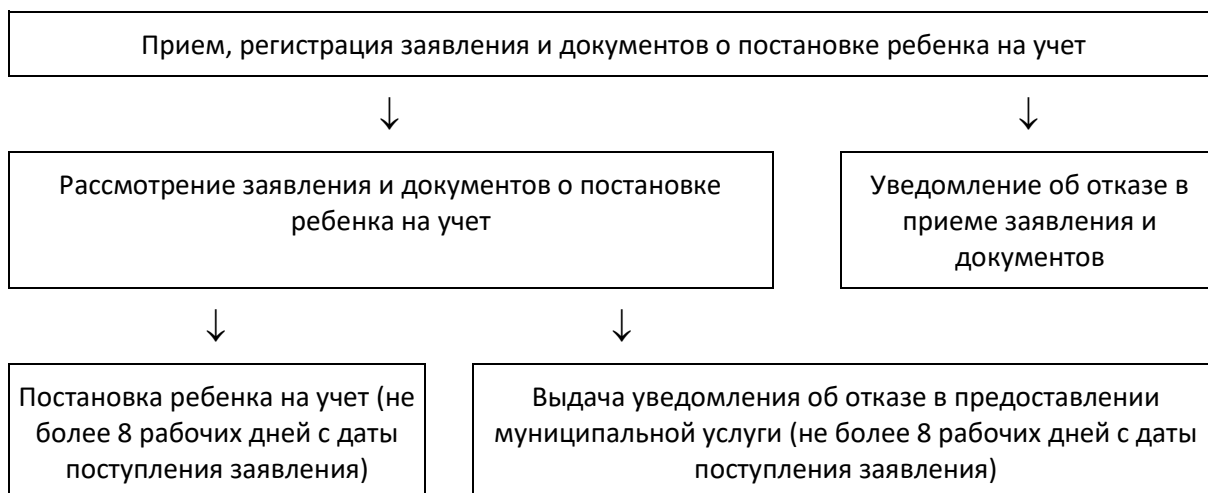 Прием, регистрация заявления и документов о постановке ребенка на учет
↓ ↓
Рассмотрение заявления и документов о постановке
ребенка на учет
Уведомление об отказе в
приеме заявления и
документов
↓ ↓
Постановка ребенка на учет (не
более 8 рабочих дней с даты
поступления заявления)
Выдача уведомления об отказе в предоставлении
муниципальной услуги (не более 8 рабочих дней с даты
поступления заявления)